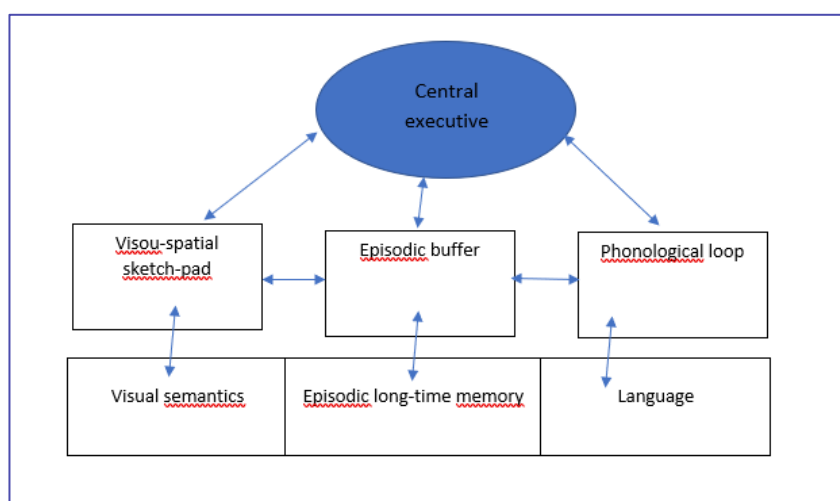 Central
executive
Visou-spatial
sketch-pad
Episodic buffer
Phonological loop
Visual semantics
Episodic long-time memory
Language